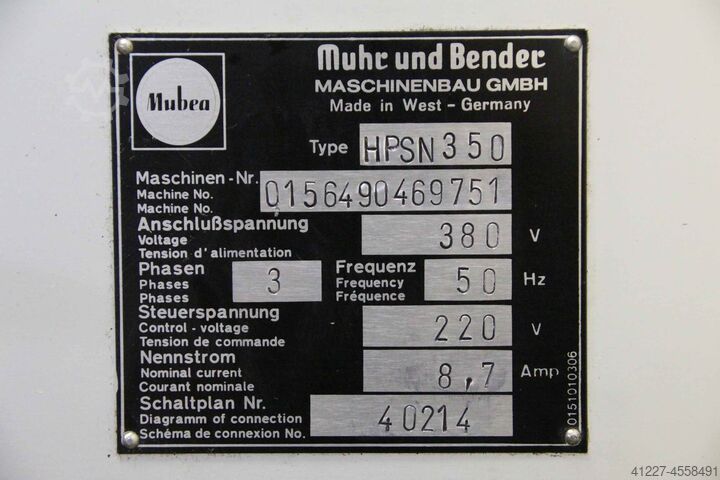 Mubea
Muhr und Bender
MASCHINENBAU GMBH
Made in West - Germany
Type HPSN 350
Maschinen-Nr. 0156490469751
Machine No.
Machine No.
Anschlußspannung 380 V
Voltage
Tension d'alimentation
Phasen 3 Frequenz 50 Hz
Phases Frequency
Phases Fréquence
Steuerspannung 220 V
Control-voltage
Tension de commande
Nennstrom 8,7 Amp
Nominal current
Courant nominale
Schaltplan Nr. 40214
Diagramm of connection
Schéma de connexion No.
0151010306
41227-4558491